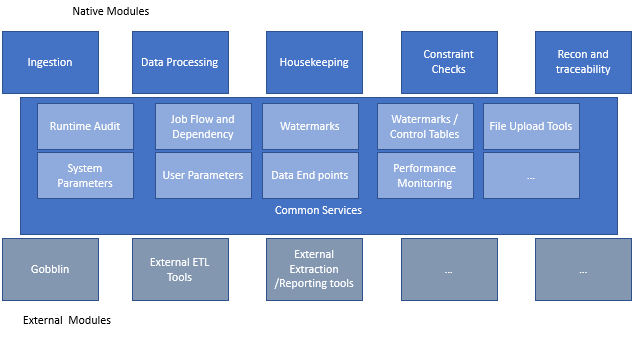 Native Modules
Ingestion
Data Processing
Housekeeping
Constraint
Checks
Recon and
traceability
Runtime Audit
Job Flow and
Dependency
Watermarks
Watermarks /
Control Tables
File Upload Tools
System
Parameters
User Parameters
Data End points
Performance
Monitoring
...
Common Services
Gobblin
External ETL
Tools
External
Extraction
/Reporting tools
...
...
External  Modules